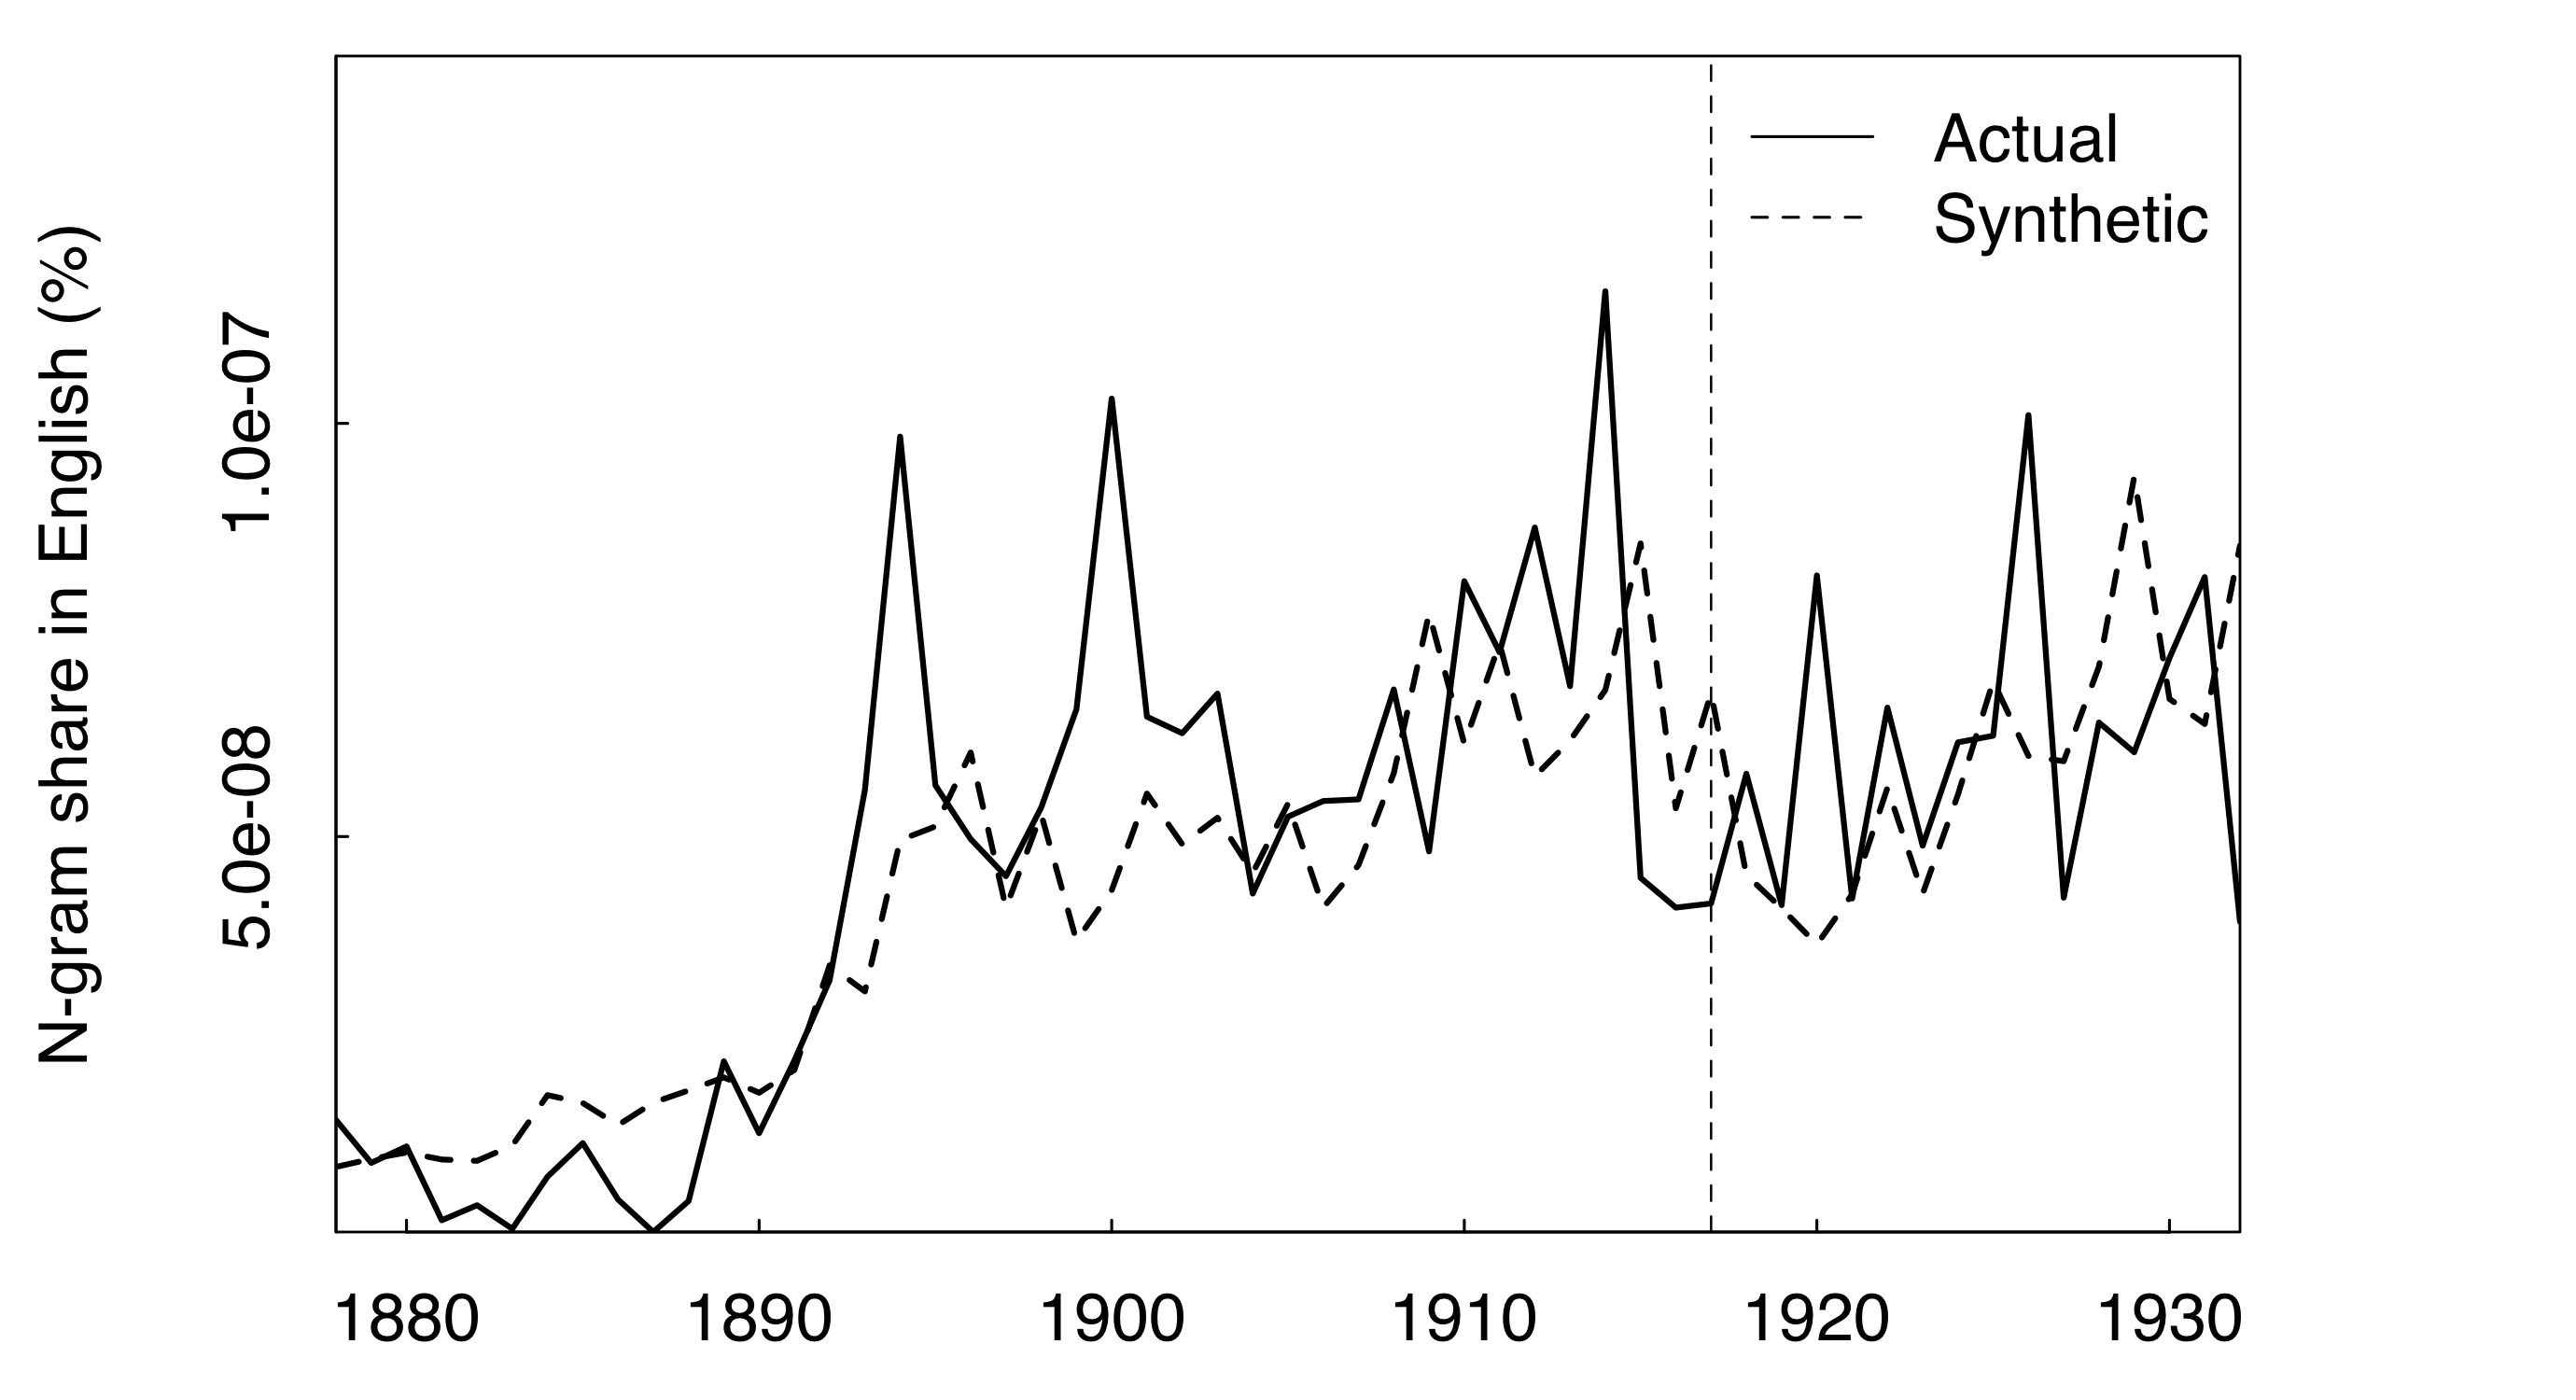 N-gram share in English (%)
1.0e-07
5.0e-08
Actual
Synthetic
1880 1890 1900 1910 1920 1930